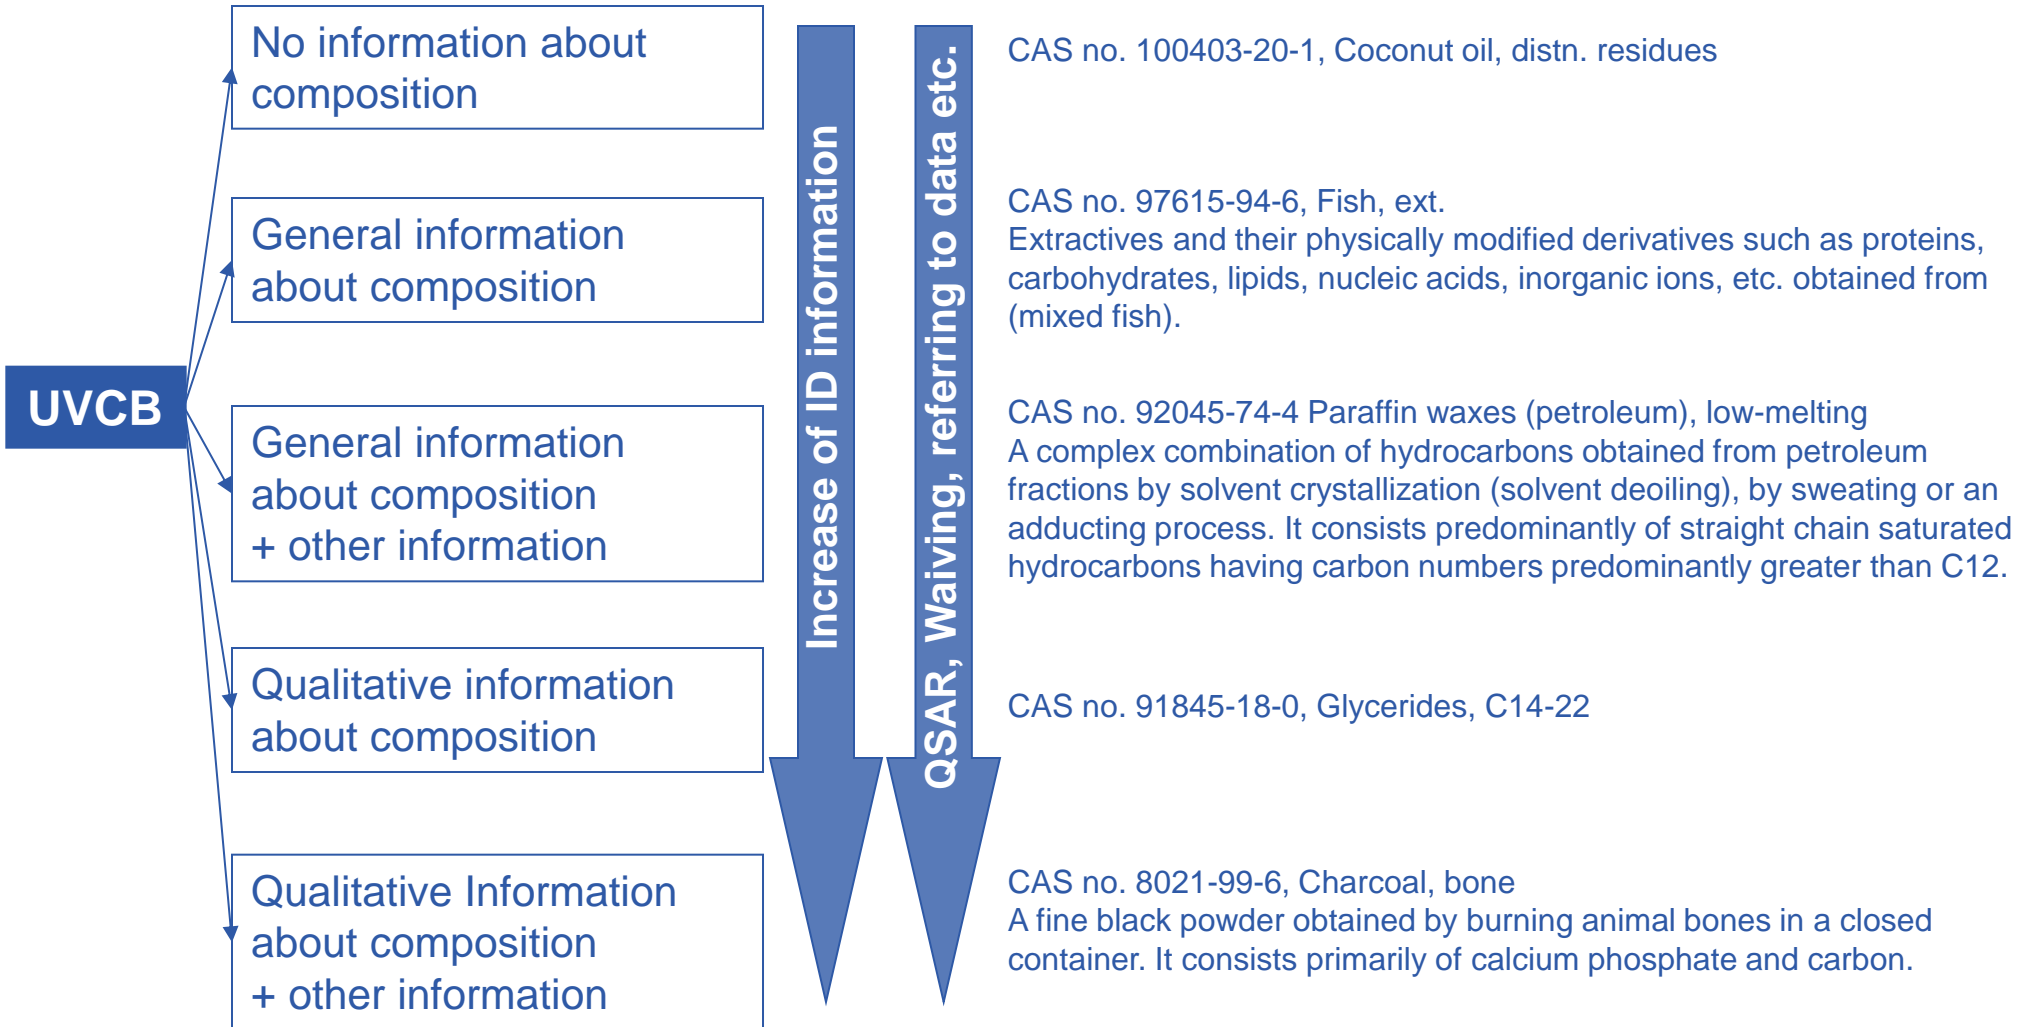 UVCB
No information about
composition
General information
about composition
General information
about composition
+ other information
Qualitative information
about composition
Qualitative Information
about composition
+ other information
Increase of ID information
QSAR, Waiving, referring to data etc.
CAS no. 100403-20-1, Coconut oil, distn. residues
CAS no. 97615-94-6, Fish, ext.
Extractives and their physically modified derivatives such as proteins,
carbohydrates, lipids, nucleic acids, inorganic ions, etc. obtained from
(mixed fish).
CAS no. 92045-74-4 Paraffin waxes (petroleum), low-melting
A complex combination of hydrocarbons obtained from petroleum
fractions by solvent crystallization (solvent deoiling), by sweating or an
adducting process. It consists predominantly of straight chain saturated
hydrocarbons having carbon numbers predominantly greater than C12.
CAS no. 91845-18-0, Glycerides, C14-22
CAS no. 8021-99-6, Charcoal, bone
A fine black powder obtained by burning animal bones in a closed
container. It consists primarily of calcium phosphate and carbon.